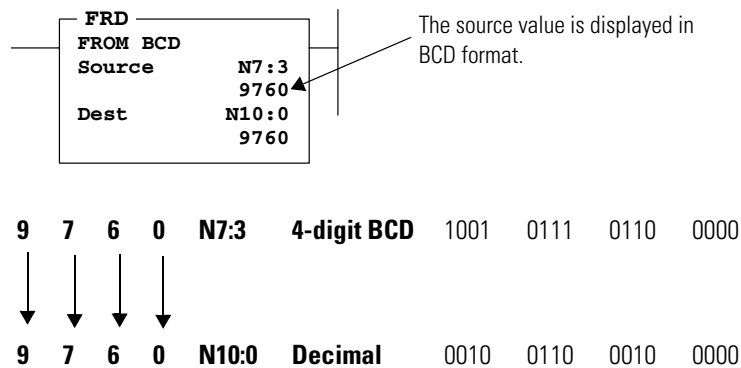 FRD
FROM BCD
Source N7:3
9760
Dest N10:0
9760
The source value is displayed in
BCD format.
9 7 6 0 N7:3 4-digit BCD 1001 0111 0110 0000
9 7 6 0 N10:0 Decimal 0010 0110 0010 0000